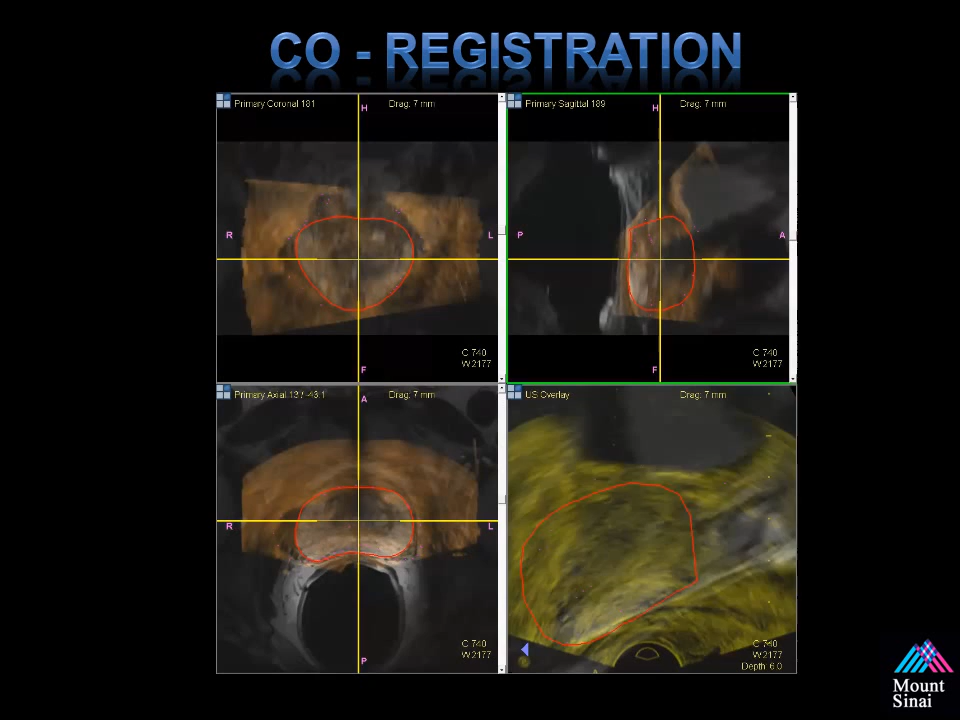 CO - REGISTRATION
Primary Coronal 181
Drag: 7 mm
H
R
L
C 740
W 2177
F
Primary Sagittal 189
Drag: 7 mm
H
P
A
C 740
W 2177
F
Drag: 7 mm
A
R
L
C 740
W 2177
P
US Overlay
Drag: 7 mm
C 740
W 2177
Depth: 6.0
Mount
Sinai